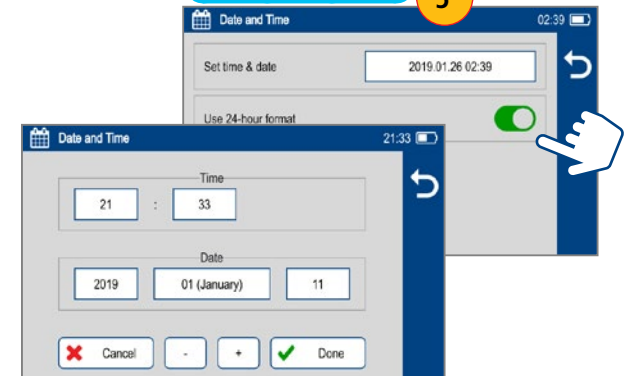 5
Date and Time 02:39
Set time & date 2019.01.26 02:39
Use 24-hour format
Date and Time 21:33
Time
21 : 33
Date
2019 01 (January) 11
Cancel - + Done